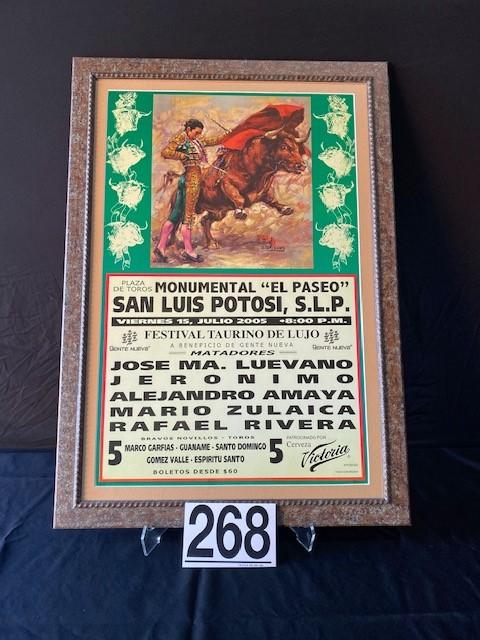 PLAZA
DE TOROS MONUMENTAL "EL PASEO"
SAN LUIS POTOSI, S.L.P.
VIERNES 15, JULIO 2005 8:00 P.M.
FESTIVAL TAURINO DE LUJO
A BENEFICIO DE GENTE NUEVA
GENTE NUEVA GENTE NUEVA
MATADORES
JOSE MA. LUEVANO
JERONIMO
ALEJANDRO AMAYA
MARIO ZULAICA
RAFAEL RIVERA
BRAVOS NOVILLOS - TOROS
5 MARCO GARFIAS - GUANAME - SANTO DOMINGO 5
GOMEZ VALLE - ESPIRITU SANTO
BOLETOS DESDE $60
PATROCINADO POR
Cerveza
Victoria
268